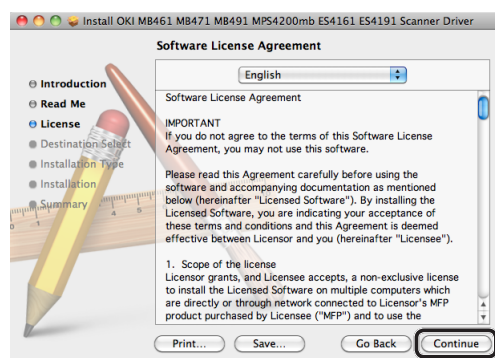 Install OKI MB461 MB471 MB491 MPS4200mb ES4161 ES4191 Scanner Driver
Software License Agreement
Introduction
Read Me
License
Destination Select
Installation Type
Installation
Summary
English
Software License Agreement
IMPORTANT
If you do not agree to the terms of this Software License
Agreement, you may not use this software.
Please read this Agreement carefully before using the
software and accompanying documentation as mentioned
below (hereinafter "Licensed Software"). By installing the
Licensed Software, you are indicating your acceptance of
these terms and conditions and this Agreement is deemed
effective between Licensor and you (hereinafter "Licensee").
1. Scope of the license
Licensor grants, and Licensee accepts, a non-exclusive license
to install the Licensed Software on multiple computers which
are directly or through network connected to Licensor's MFP
product purchased by Licensee ("MFP") and to use the
Print...
Save...
Go Back
Continue